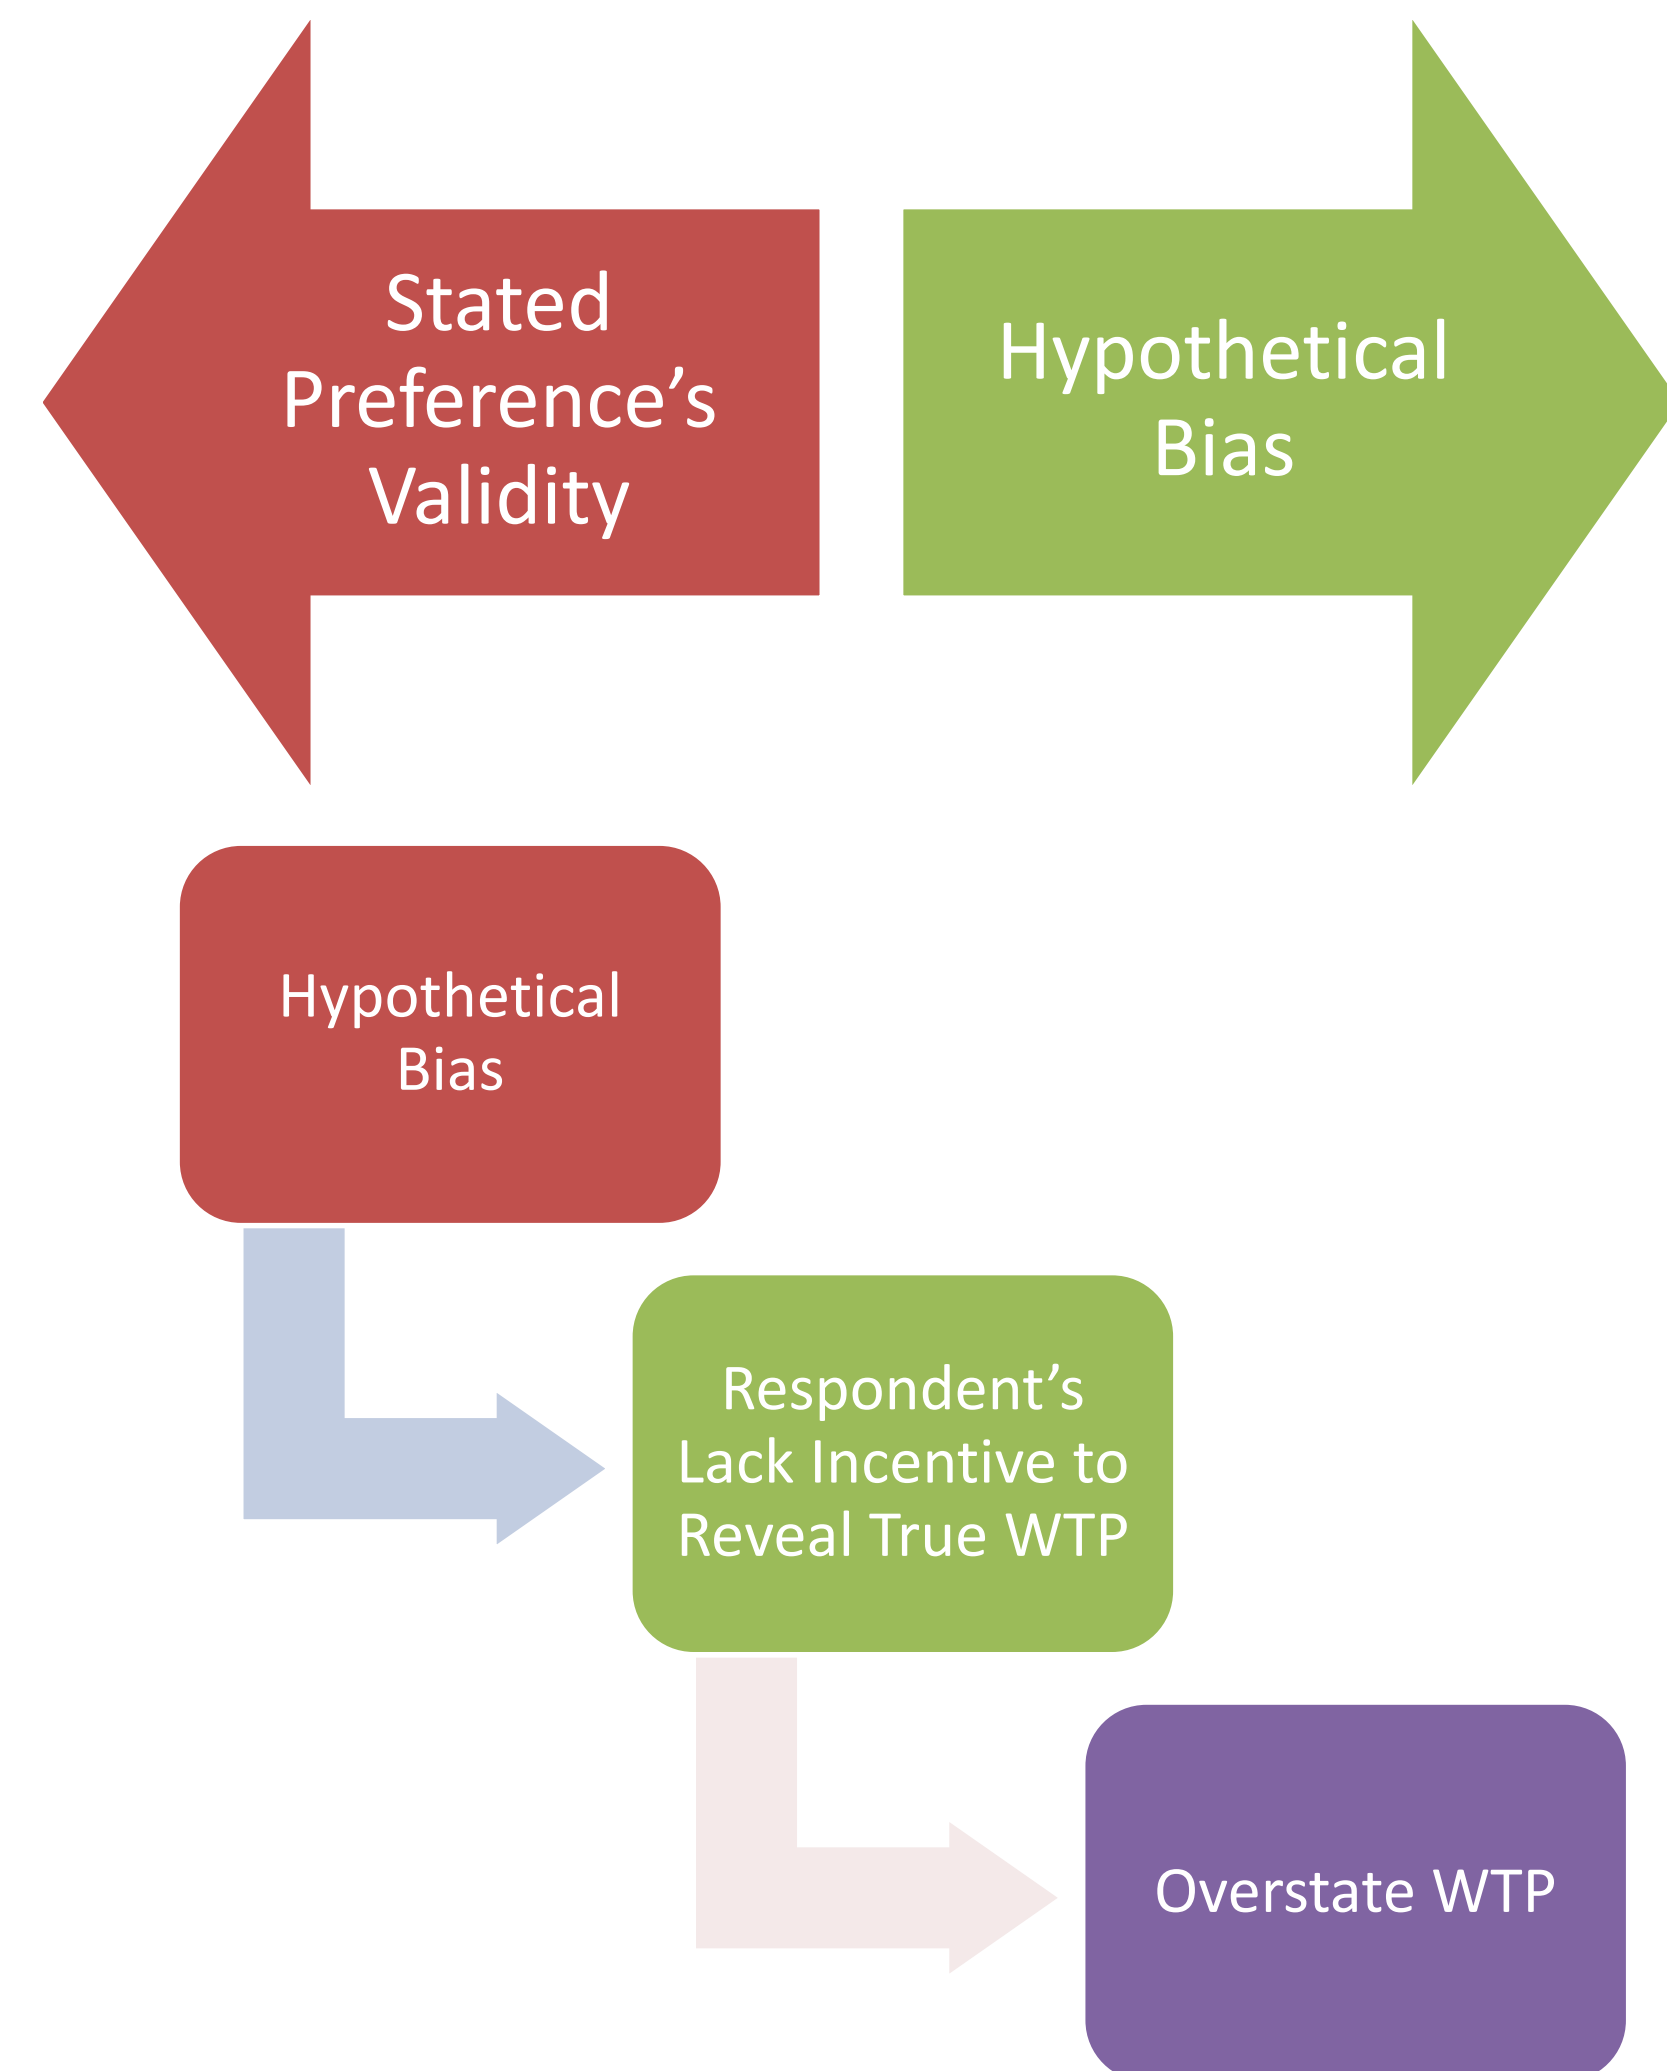 Stated
Preference’s
Validity
Hypothetical
Bias
Hypothetical
Bias
Respondent’s
Lack Incentive to
Reveal True WTP
Overstate WTP